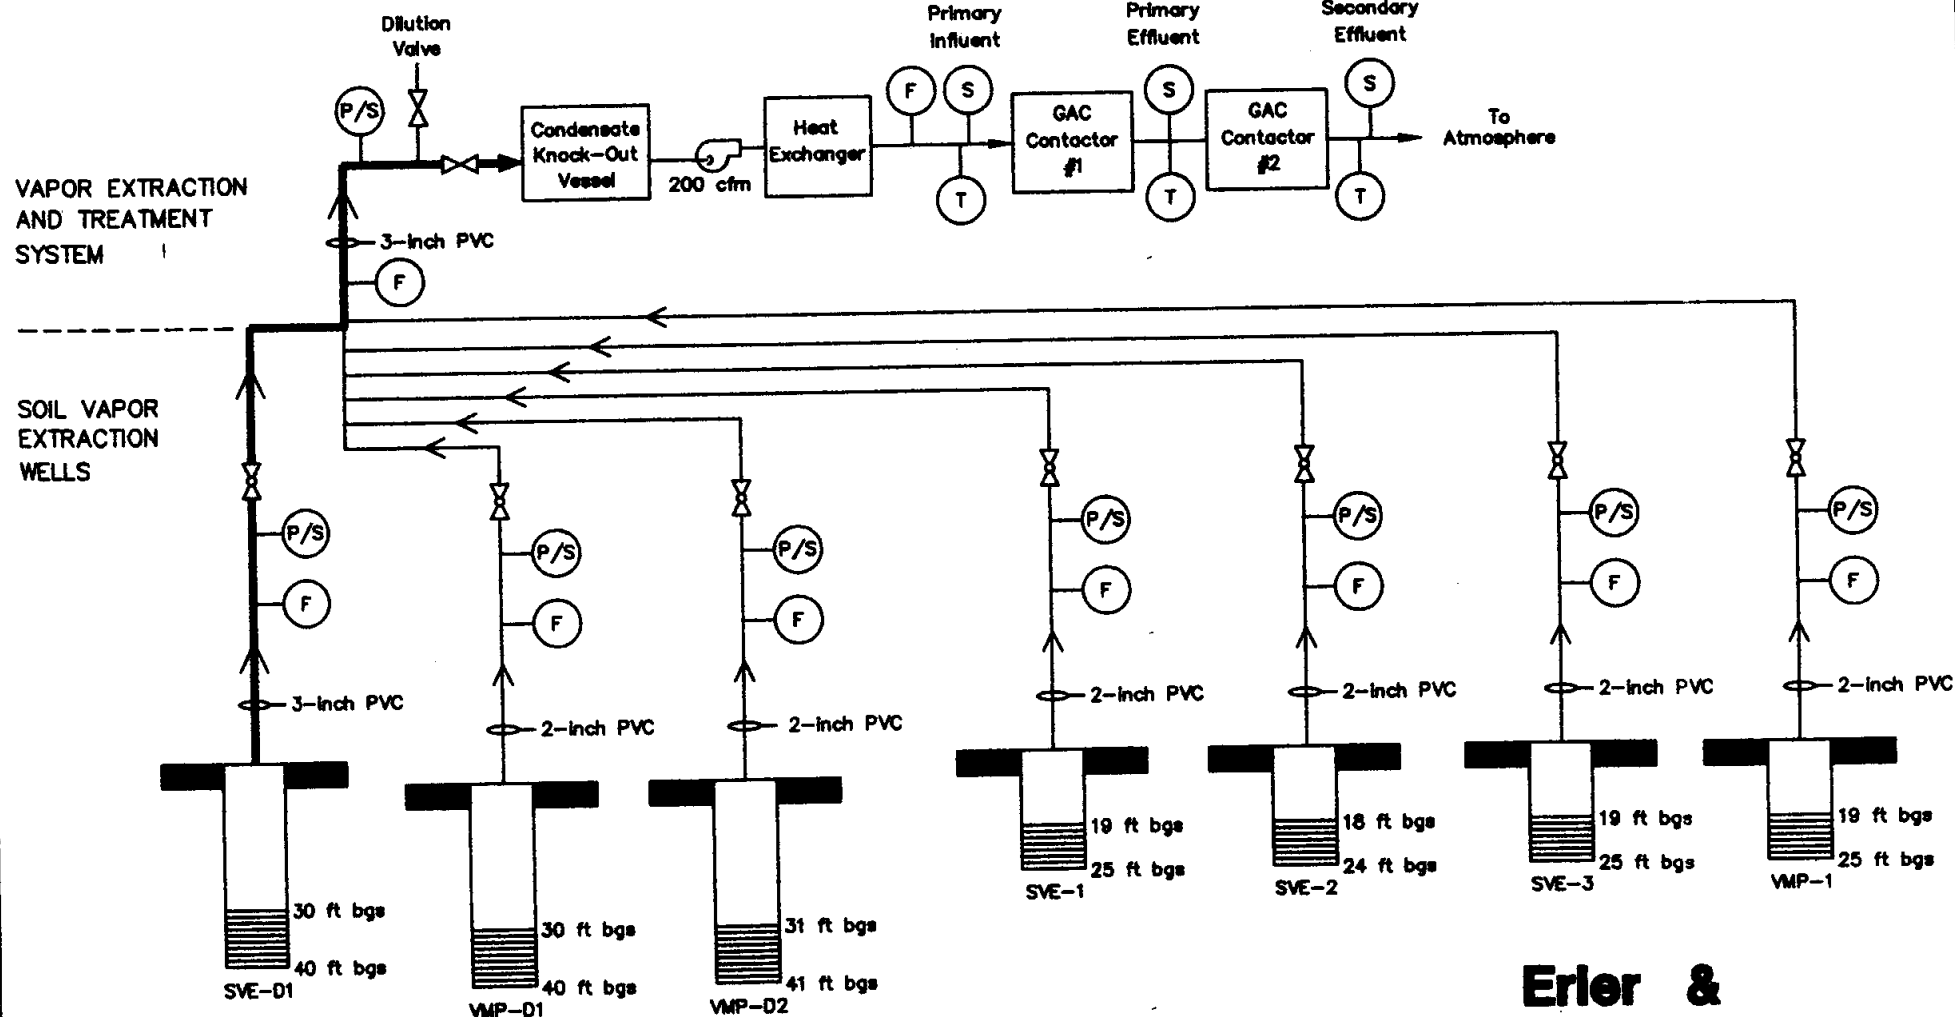 Dilution
Valve
Primary
Influent
Primary
Effluent
Secondary
Effluent
P/S
F
S
S
S
Condensate
Knock-Out
Vessel
200 cfm
Heat
Exchanger
GAC
Contactor
#1
GAC
Contactor
#2
To
Atmosphere
T
T
T
VAPOR EXTRACTION
AND TREATMENT
SYSTEM
3-inch PVC
F
SOIL VAPOR
EXTRACTION
WELLS
P/S
P/S
P/S
P/S
P/S
P/S
P/S
F
F
F
F
F
F
F
3-inch PVC
2-inch PVC
2-inch PVC
2-inch PVC
2-inch PVC
2-inch PVC
2-inch PVC
30 ft bgs
40 ft bgs
SVE-D1
30 ft bgs
40 ft bgs
VMP-D1
31 ft bgs
41 ft bgs
VMP-D2
19 ft bgs
25 ft bgs
SVE-1
18 ft bgs
24 ft bgs
SVE-2
19 ft bgs
25 ft bgs
SVE-3
19 ft bgs
25 ft bgs
VMP-1
Erler &